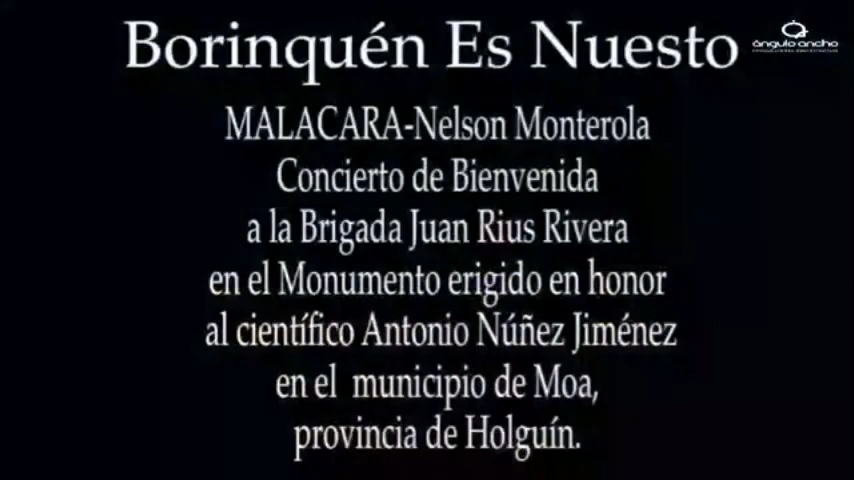 Borinquén Es Nuesto
ángulo ancho
MALACARA-Nelson Monterola
Concierto de Bienvenida
a la Brigada Juan Rius Rivera
en el Monumento erigido en honor
al científico Antonio Núñez Jiménez
en el municipio de Moa,
provincia de Holguín.